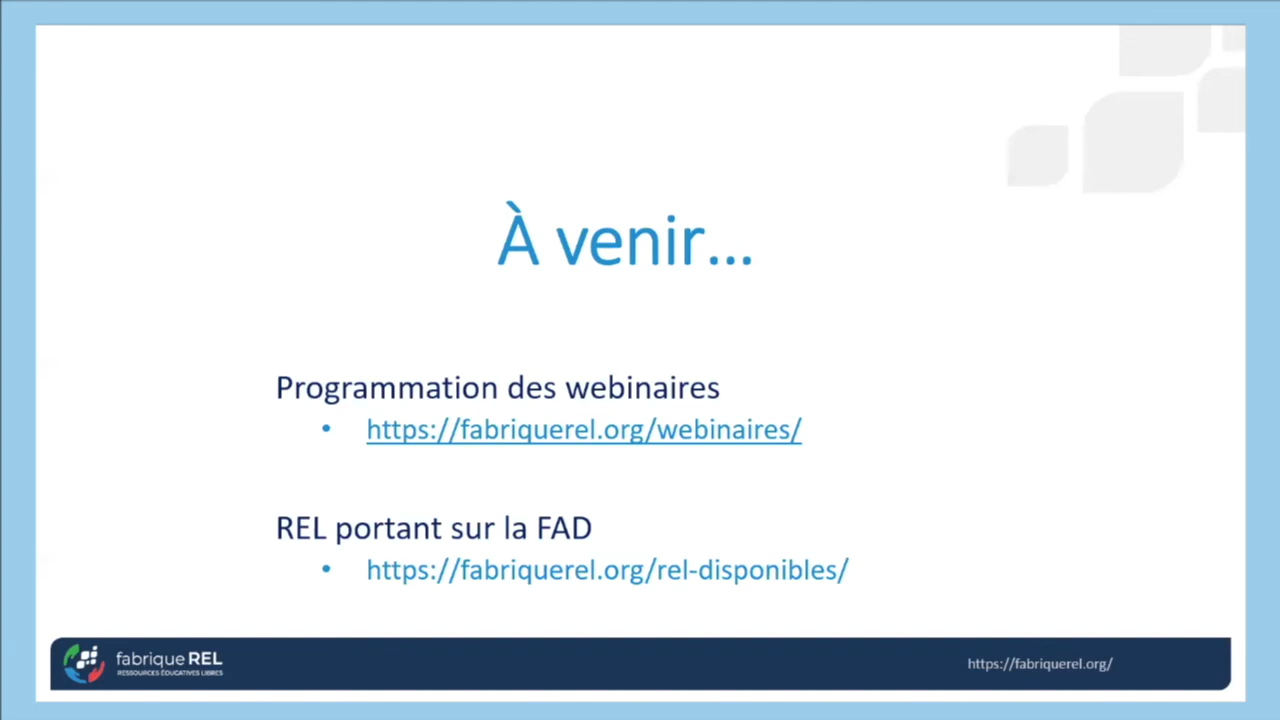 À venir...
Programmation des webinaires
• https://fabriquerel.org/webinaires/
REL portant sur la FAD
• https://fabriquerel.org/rel-disponibles/
fabrique REL
RESSOURCES ÉDUCATIVES LIBRES
https://fabriquerel.org/